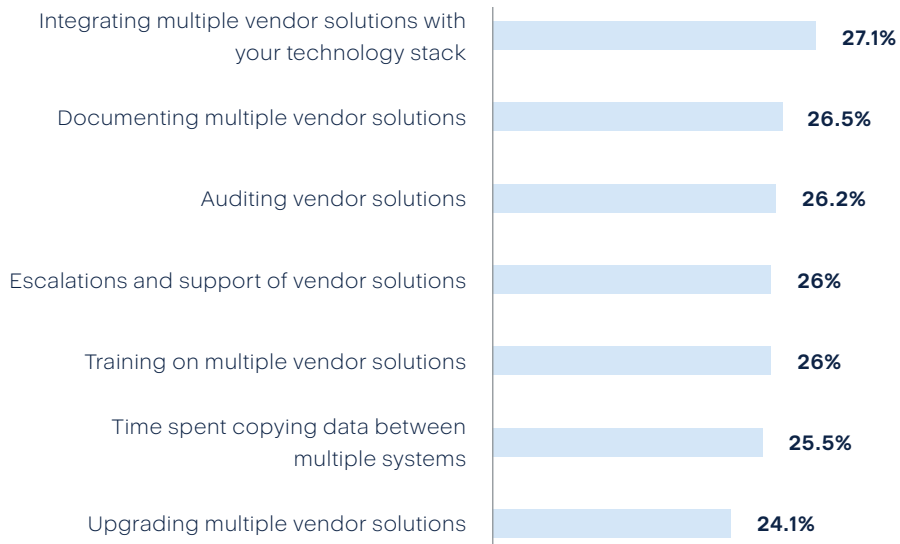 Integrating multiple vendor solutions with
your technology stack
27.1%
Documenting multiple vendor solutions
26.5%
Auditing vendor solutions
26.2%
Escalations and support of vendor solutions
26%
Training on multiple vendor solutions
26%
Time spent copying data between
multiple systems
25.5%
Upgrading multiple vendor solutions
24.1%